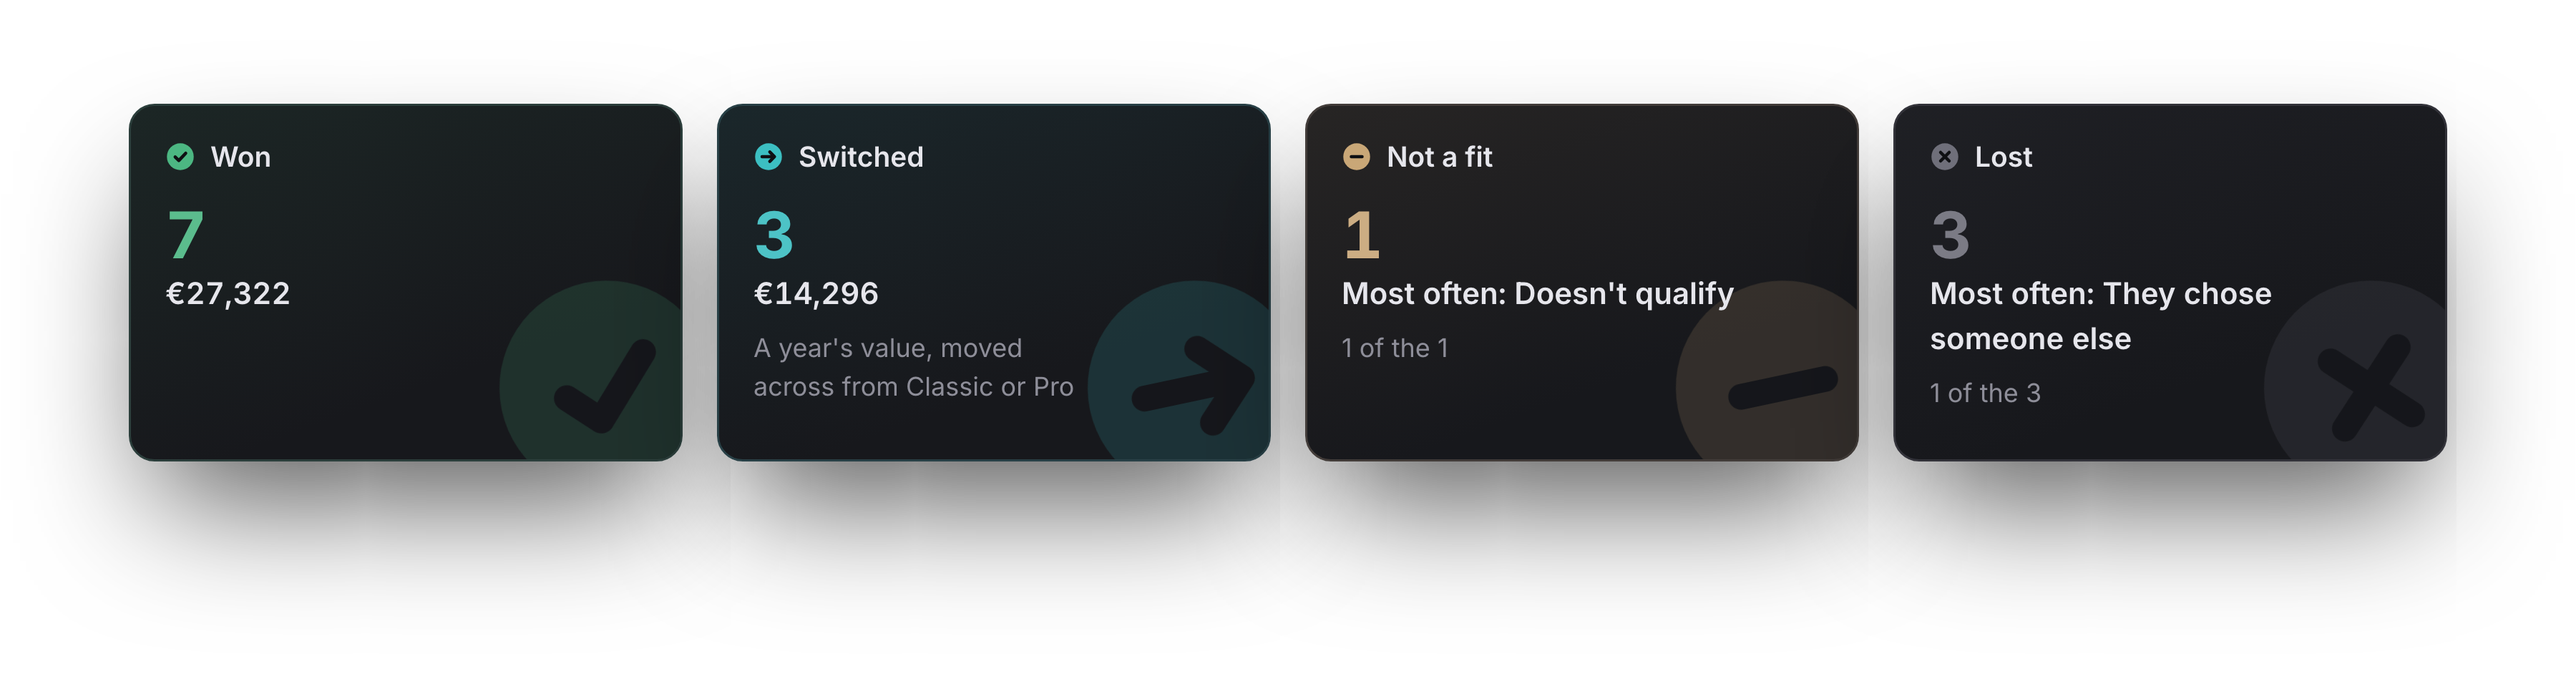 Won
7
€27,322
Switched
3
€14,296
A year's value, moved
across from Classic or Pro
Not a fit
1
Most often: Doesn't qualify
1 of the 1
Lost
3
Most often: They chose
someone else
1 of the 3